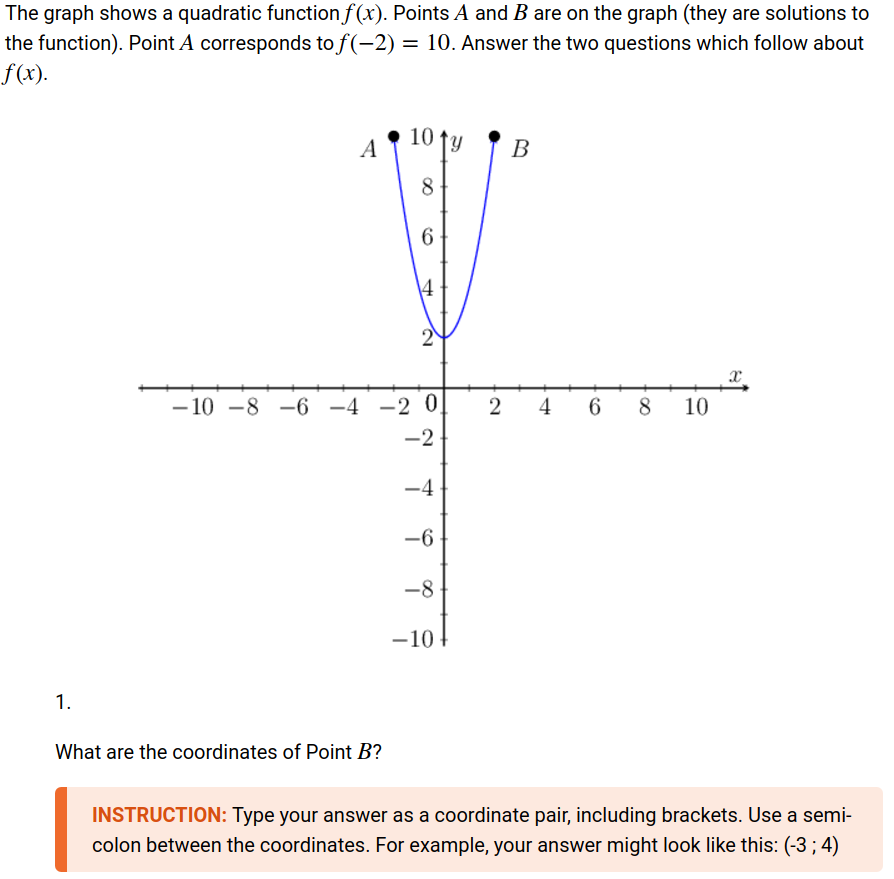 The graph shows a quadratic function f(x). Points A and B are on the graph (they are solutions to
the function). Point A corresponds to f(−2) = 10. Answer the two questions which follow about
f(x).
A 10 y B
8
6
4
2
x
−10 −8 −6 −4 −2 0 2 4 6 8 10
−2
−4
−6
−8
−10
1.
What are the coordinates of Point B?
INSTRUCTION: Type your answer as a coordinate pair, including brackets. Use a semi-
colon between the coordinates. For example, your answer might look like this: (-3 ; 4)